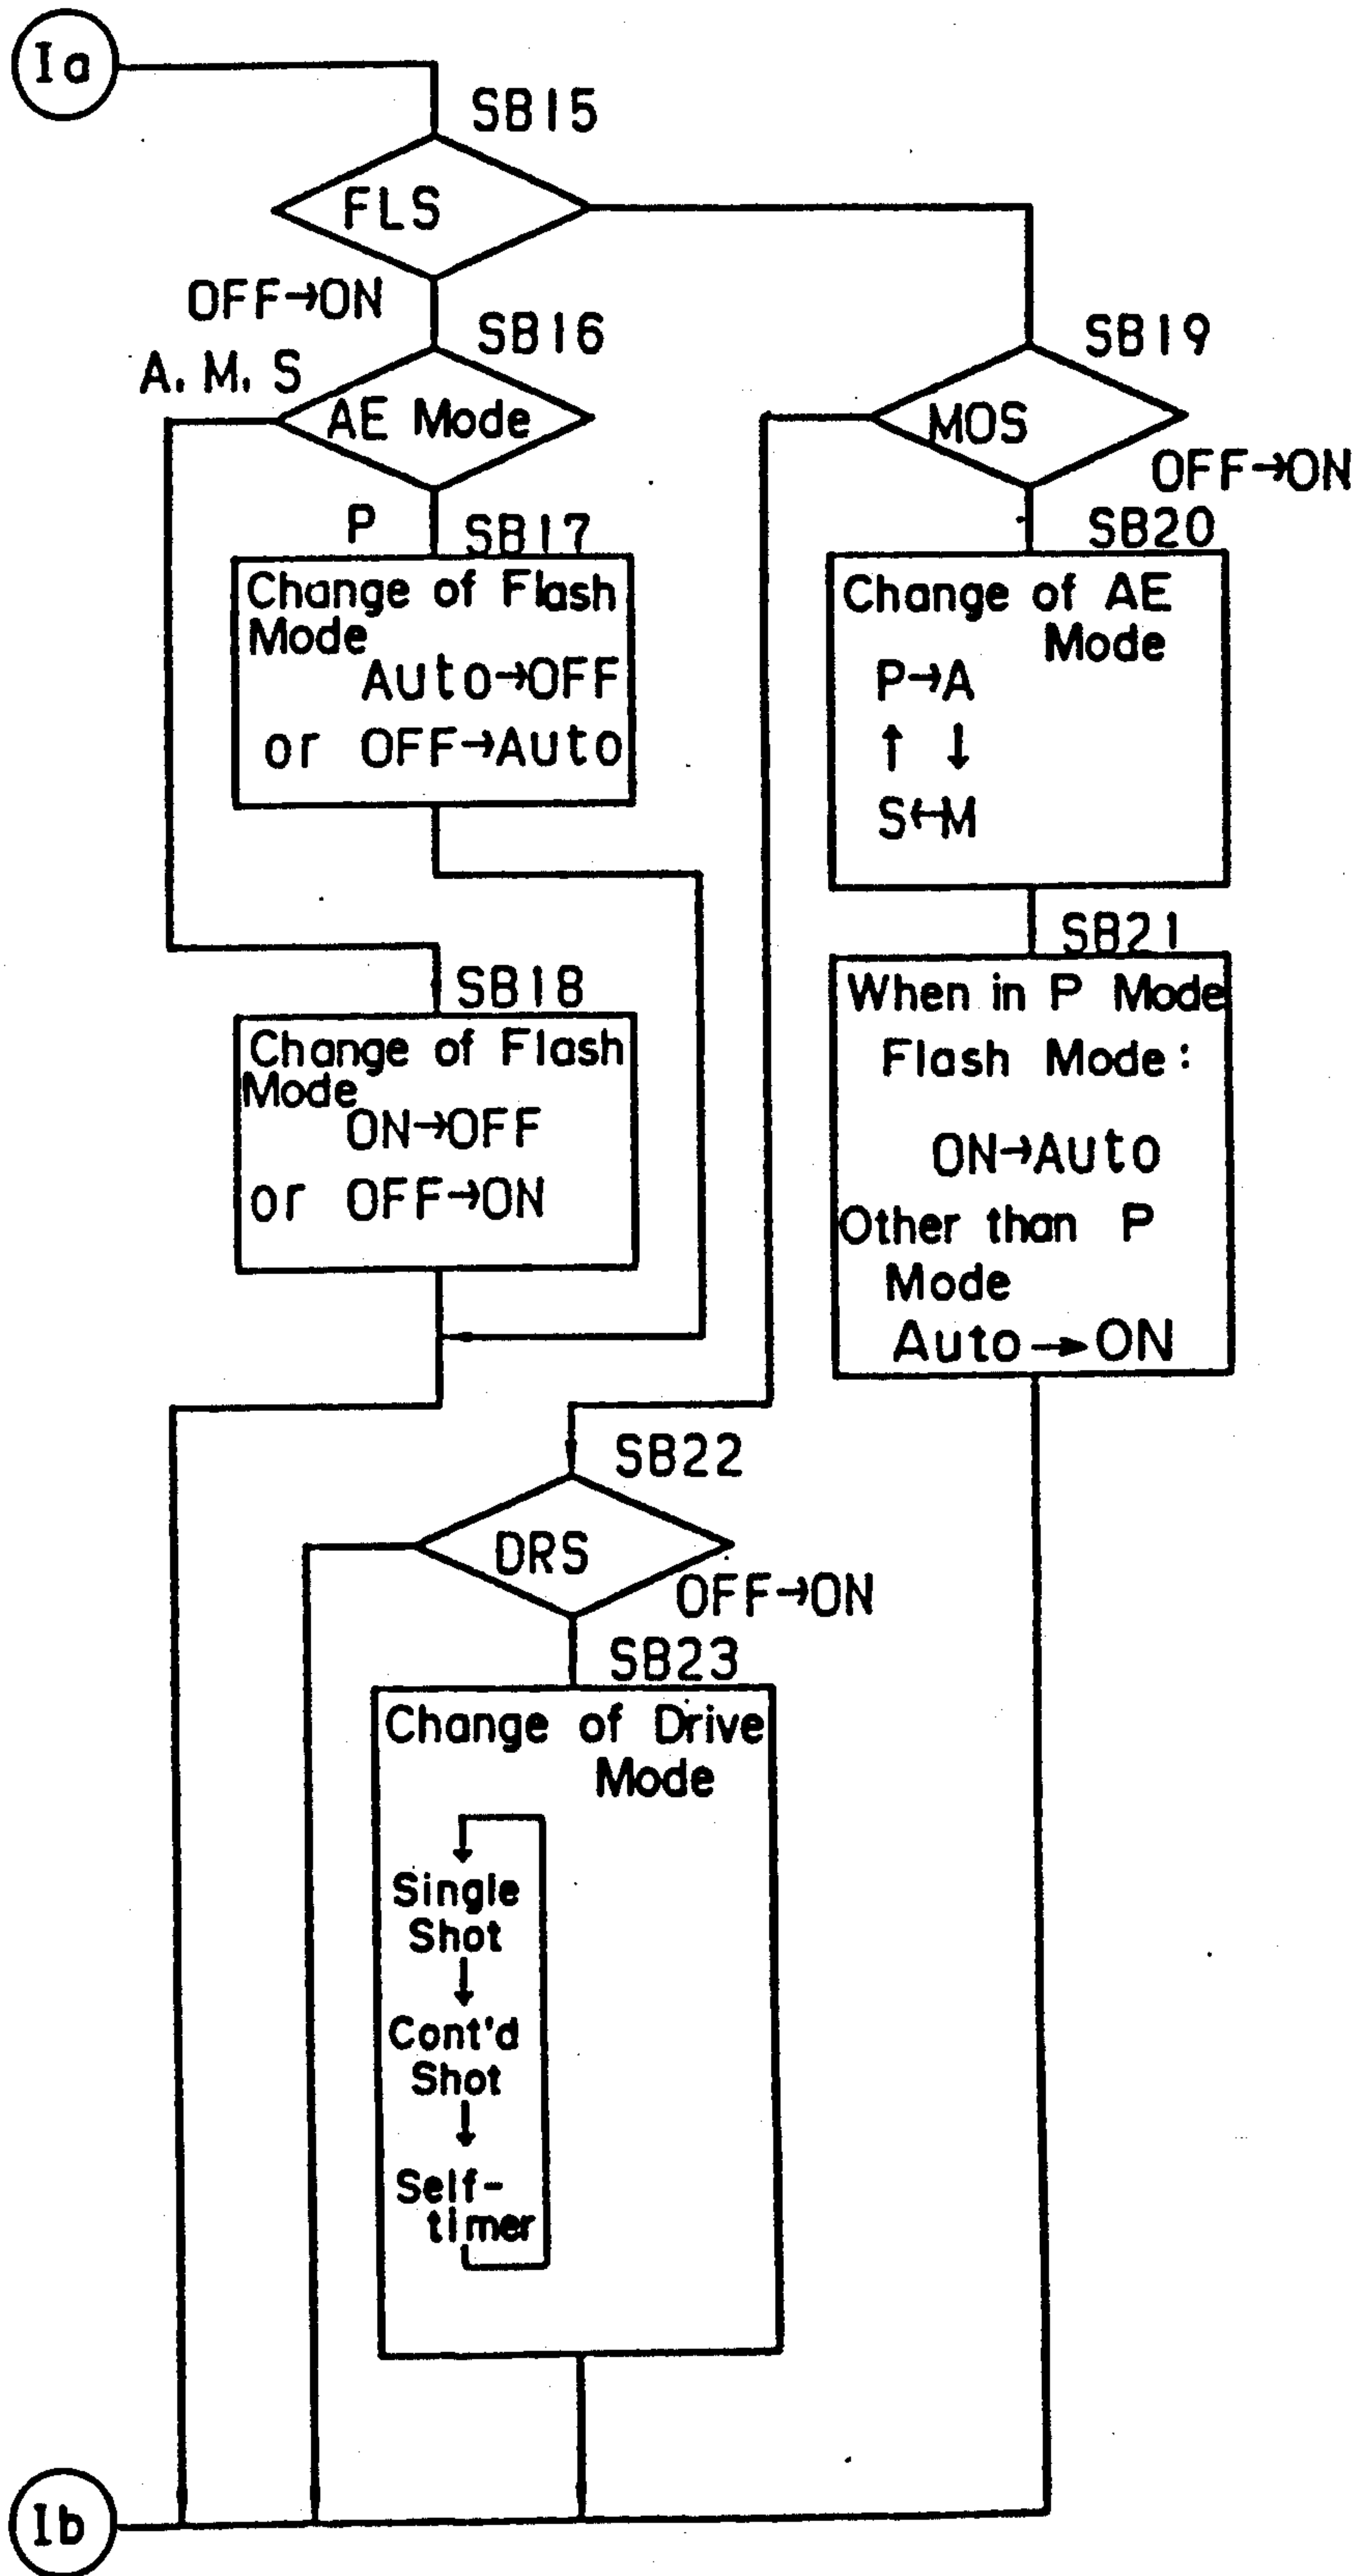 Ia
SB15
FLS
OFF→ON
SB16
A. M. S
AE Mode
P
SB17
Change of Flash
Mode
Auto→OFF
or OFF→Auto
SB18
Change of Flash
Mode
ON→OFF
or OFF→ON
SB19
MOS
OFF→ON
SB20
Change of AE
Mode
P→A
↑ ↓
S←M
SB21
When in P Mode
Flash Mode:
ON→Auto
Other than P
Mode
Auto→ON
SB22
DRS
OFF→ON
SB23
Change of Drive
Mode
Single
Shot
↓
Cont'd
Shot
↓
Self-
timer
Ib